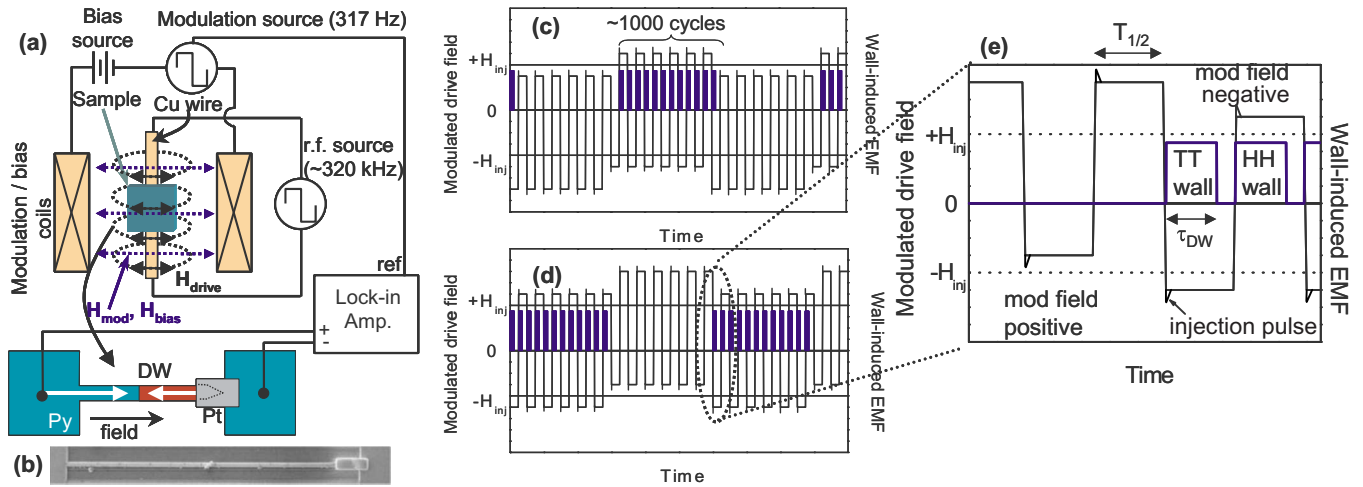 (a)
Bias
source
Modulation source (317 Hz)
Sample
Cu wire
r.f. source
(~320 kHz)
Modulation / bias
coils
H_drive
H_mod, H_bias
ref
Lock-in
Amp.
+
-
DW
Py
field
Pt
(b)
(c)
~1000 cycles
Modulated drive field
+H_inj
0
-H_inj
Wall-induced EMF
Time
(d)
Modulated drive field
+H_inj
0
-H_inj
Wall-induced EMF
Time
(e)
T_1/2
mod field
negative
Modulated drive field
+H_inj
0
-H_inj
TT
wall
HH
wall
τ_DW
mod field
positive
injection pulse
Wall-induced EMF
Time